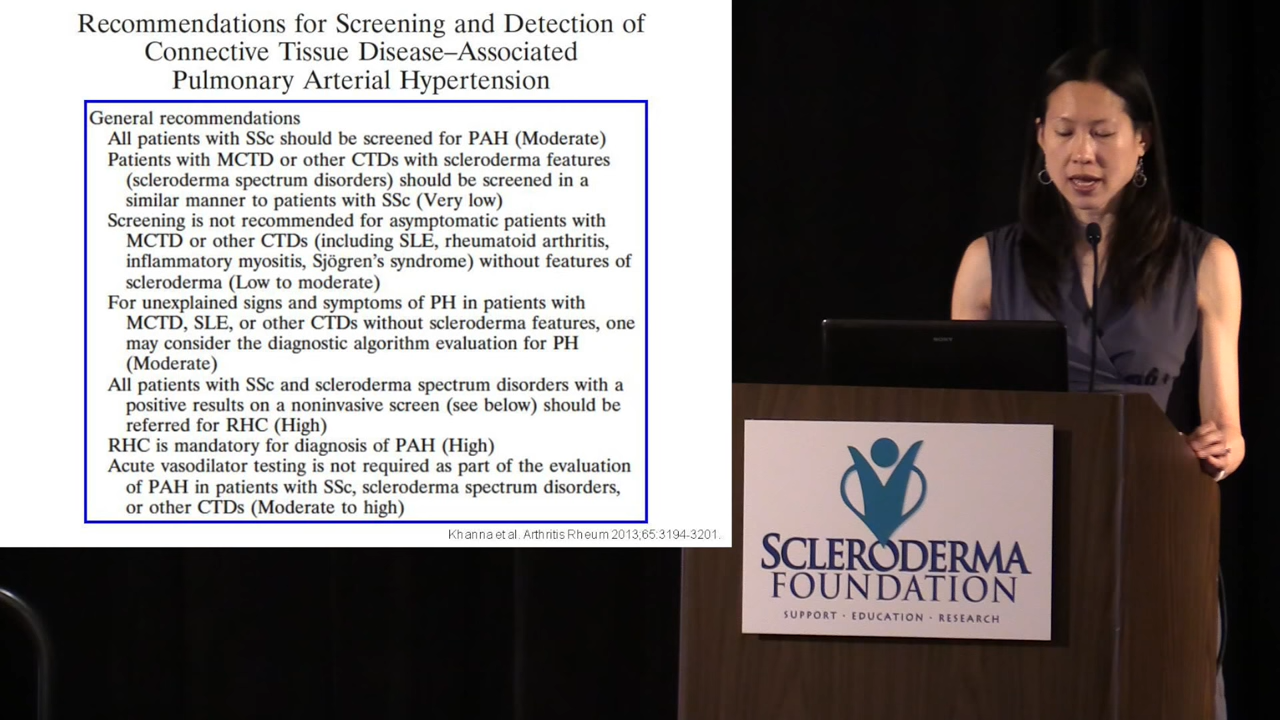 Recommendations for Screening and Detection of
Connective Tissue Disease–Associated
Pulmonary Arterial Hypertension
General recommendations
All patients with SSc should be screened for PAH (Moderate)
Patients with MCTD or other CTDs with scleroderma features
(scleroderma spectrum disorders) should be screened in a
similar manner to patients with SSc (Very low)
Screening is not recommended for asymptomatic patients with
MCTD or other CTDs (including SLE, rheumatoid arthritis,
inflammatory myositis, Sjögren's syndrome) without features of
scleroderma (Low to moderate)
For unexplained signs and symptoms of PH in patients with
MCTD, SLE, or other CTDs without scleroderma features, one
may consider the diagnostic algorithm evaluation for PH
(Moderate)
All patients with SSc and scleroderma spectrum disorders with a
positive results on a noninvasive screen (see below) should be
referred for RHC (High)
RHC is mandatory for diagnosis of PAH (High)
Acute vasodilator testing is not required as part of the evaluation
of PAH in patients with SSc, scleroderma spectrum disorders,
or other CTDs (Moderate to high)
Khanna et al. Arthritis Rheum 2013;65:3194-3201.
SONY
SCLERODERMA
FOUNDATION
SUPPORT · EDUCATION · RESEARCH